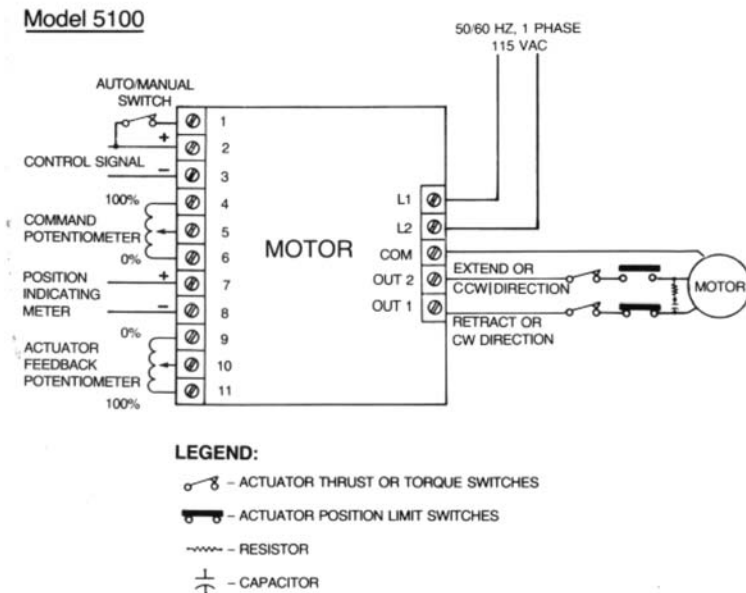 Model 5100
50/60 HZ, 1 PHASE
115 VAC
AUTO/MANUAL
SWITCH
1
+
2
CONTROL SIGNAL
–
3
100%
4
COMMAND
POTENTIOMETER
5
0%
6
POSITION
INDICATING
METER
+
7
–
8
0%
9
ACTUATOR
FEEDBACK
POTENTIOMETER
10
100%
11
MOTOR
L1
L2
COM
OUT 2
OUT 1
EXTEND OR
CCW|DIRECTION
RETRACT OR
CW DIRECTION
MOTOR
LEGEND:
– ACTUATOR THRUST OR TORQUE SWITCHES
– ACTUATOR POSITION LIMIT SWITCHES
– RESISTOR
– CAPACITOR